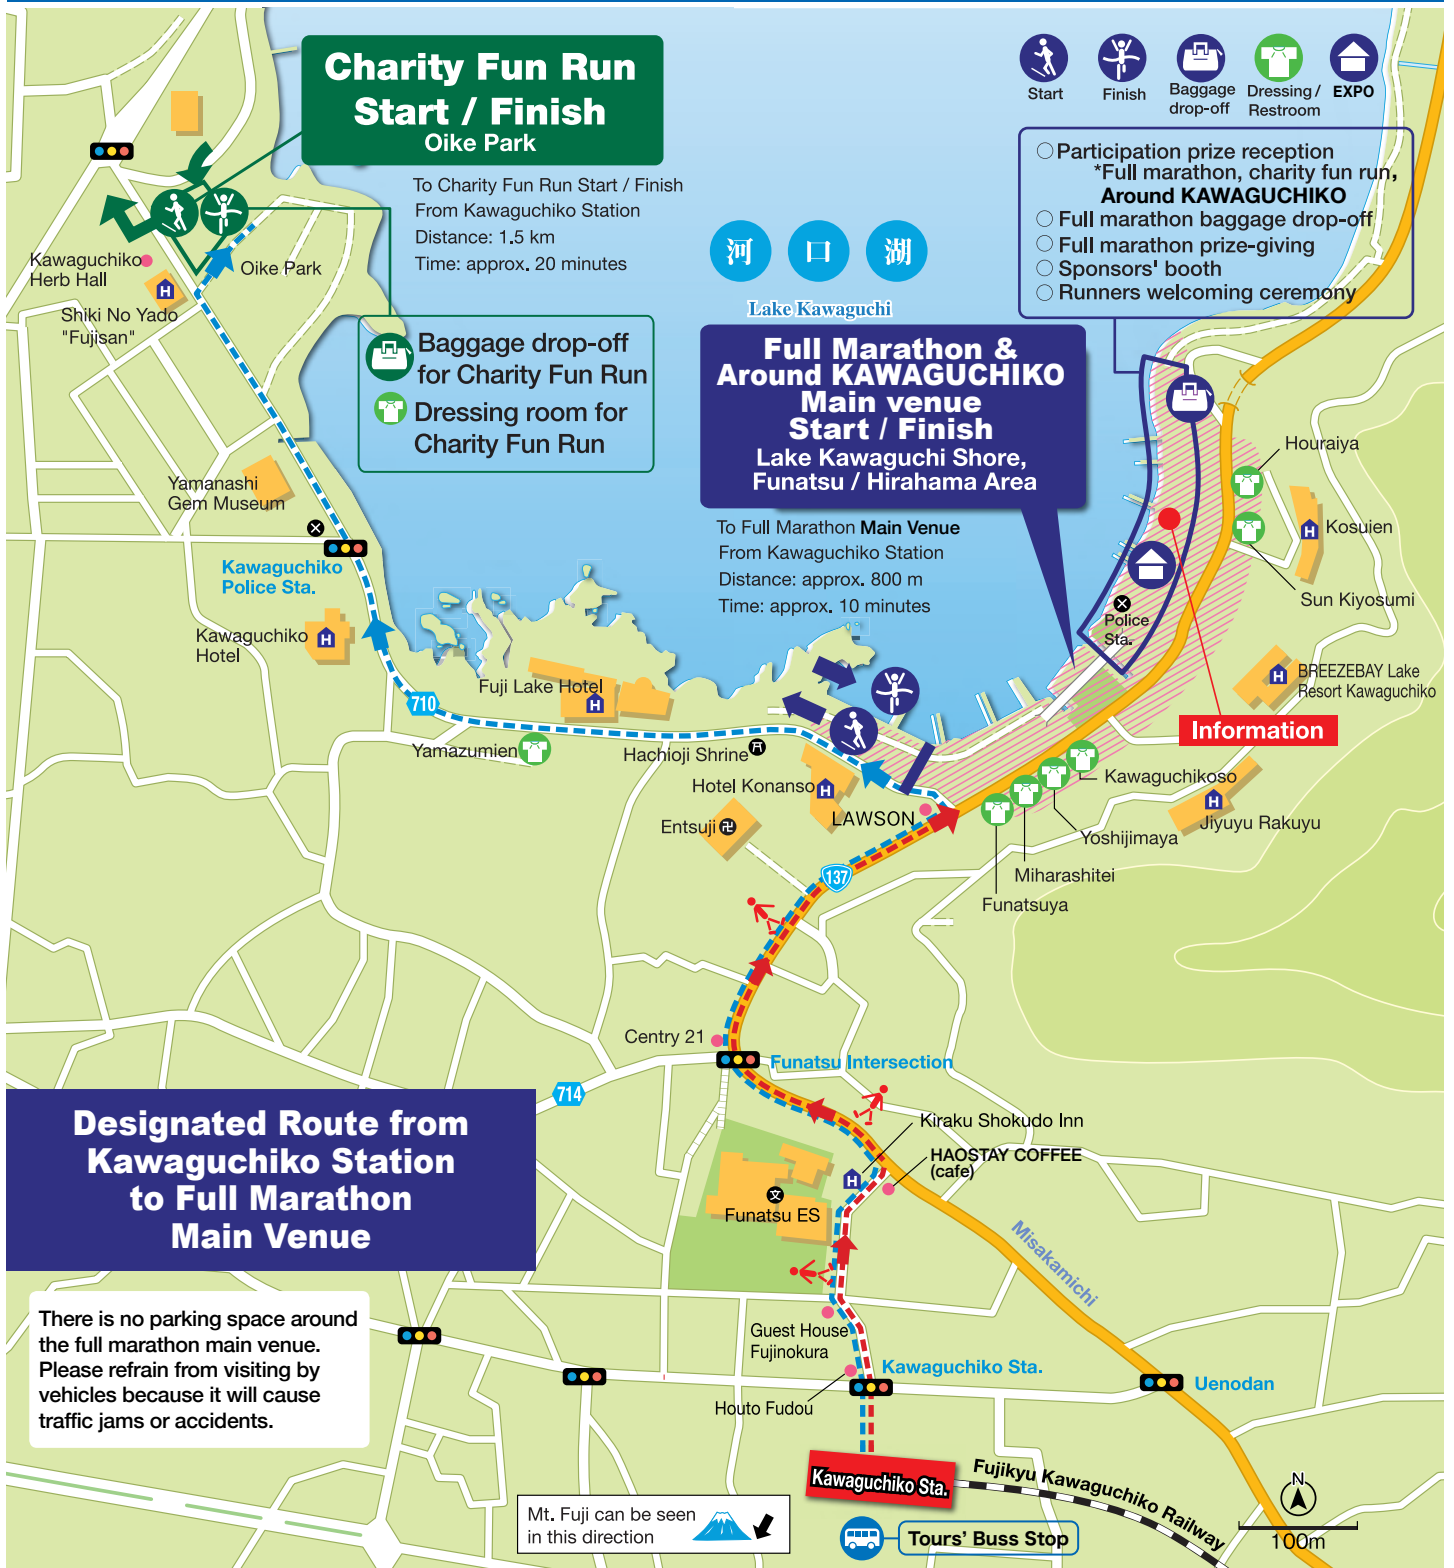 Charity Fun Run
Start / Finish
Oike Park
To Charity Fun Run Start / Finish
From Kawaguchiko Station
Distance: 1.5 km
Time: approx. 20 minutes
Start
Finish
Baggage
drop-off
Dressing /
Restroom
EXPO
○Participation prize reception
*Full marathon, charity fun run,
Around KAWAGUCHIKO
○ Full marathon baggage drop-off
○ Full marathon prize-giving
○ Sponsors' booth
○ Runners welcoming ceremony
河 口 湖
Lake Kawaguchi
Kawaguchiko
Herb Hall
Oike Park
H
Shiki No Yado
"Fujisan"
Baggage drop-off
for Charity Fun Run
Dressing room for
Charity Fun Run
Full Marathon &
Around KAWAGUCHIKO
Main venue
Start / Finish
Lake Kawaguchi Shore,
Funatsu / Hirahama Area
To Full Marathon Main Venue
From Kawaguchiko Station
Distance: approx. 800 m
Time: approx. 10 minutes
Houraiya
H
Kosuien
Sun Kiyosumi
Police
Sta.
H
BREEZEBAY Lake
Resort Kawaguchiko
Information
Yamanashi
Gem Museum
Kawaguchiko
Police Sta.
Kawaguchiko
Hotel
H
710
Fuji Lake Hotel
H
Yamazumien
Hachioji Shrine
Hotel Konanso
H
Entsuji
卍
LAWSON
Kawaguchikoso
Yoshijimaya
Miharashitei
Funatsuya
H
Jiyuyu Rakuyu
137
Centry 21
Funatsu Intersection
714
Designated Route from
Kawaguchiko Station
to Full Marathon
Main Venue
Kiraku Shokudo Inn
HAOSTAY COFFEE
(cafe)
H
文
Funatsu ES
Misakamichi
There is no parking space around
the full marathon main venue.
Please refrain from visiting by
vehicles because it will cause
traffic jams or accidents.
Guest House
Fujinokura
Kawaguchiko Sta.
Houto Fudou
Uenodan
Kawaguchiko Sta.
Fujikyu Kawaguchiko Railway
Mt. Fuji can be seen
in this direction
Tours' Buss Stop
N
100m